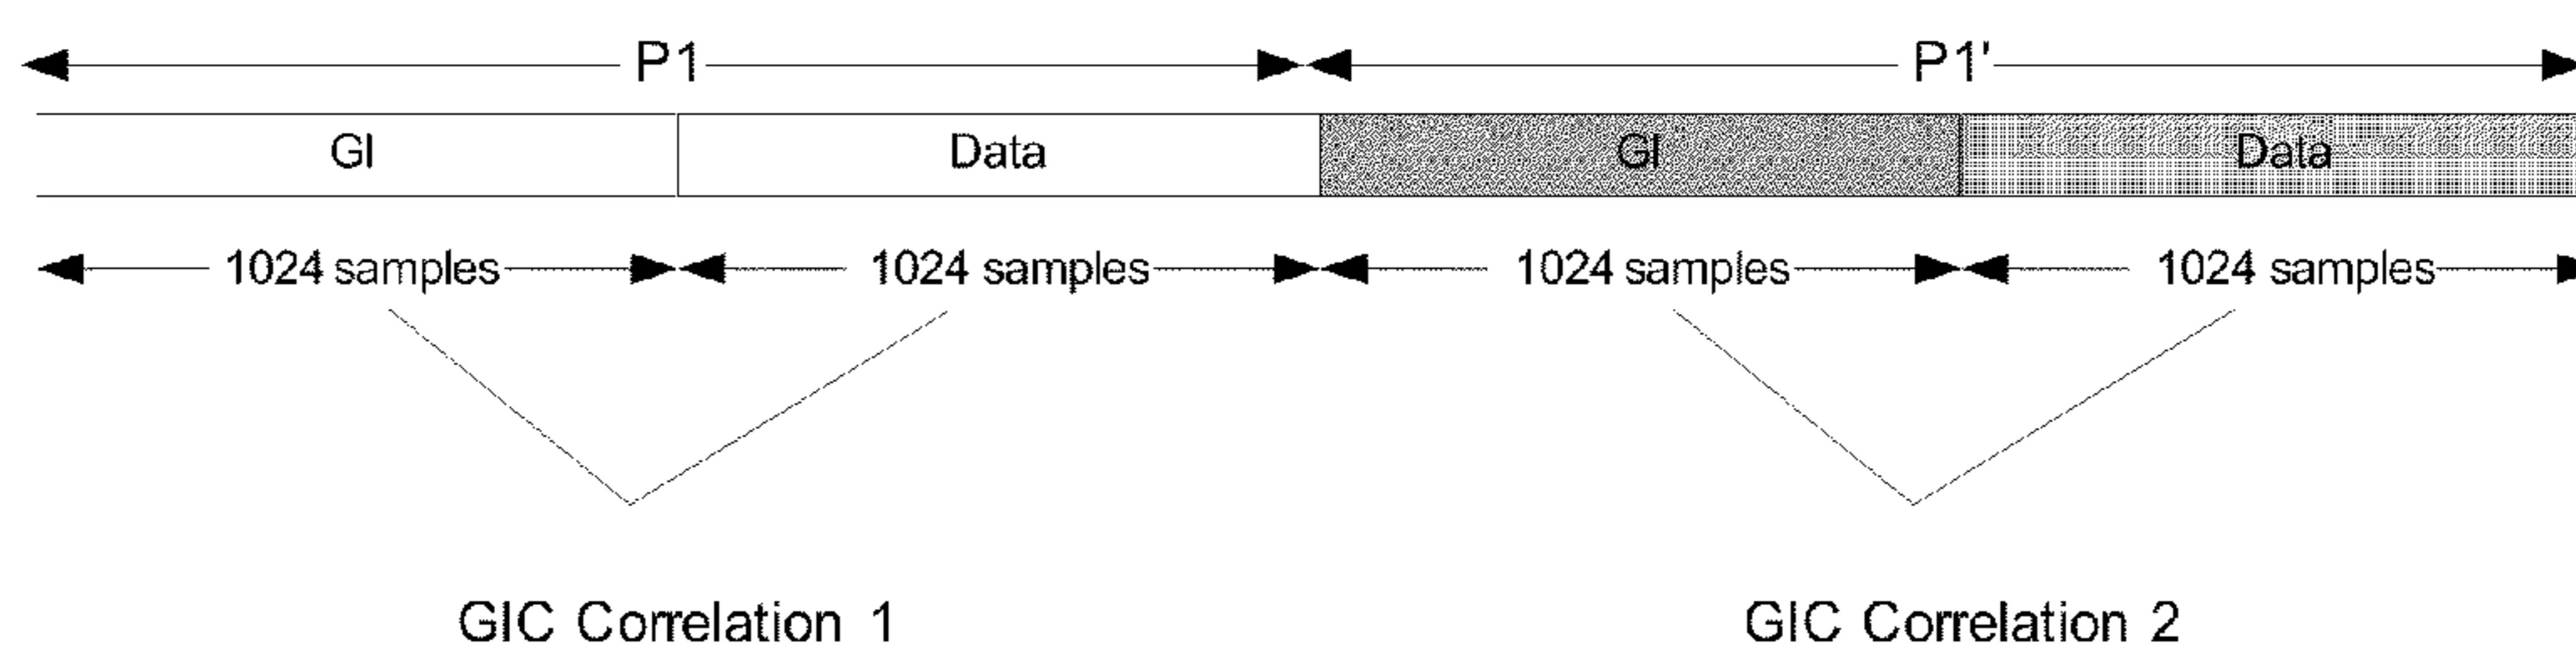 P1 P1'
GI Data GI Data
1024 samples 1024 samples 1024 samples 1024 samples
GIC Correlation 1 GIC Correlation 2